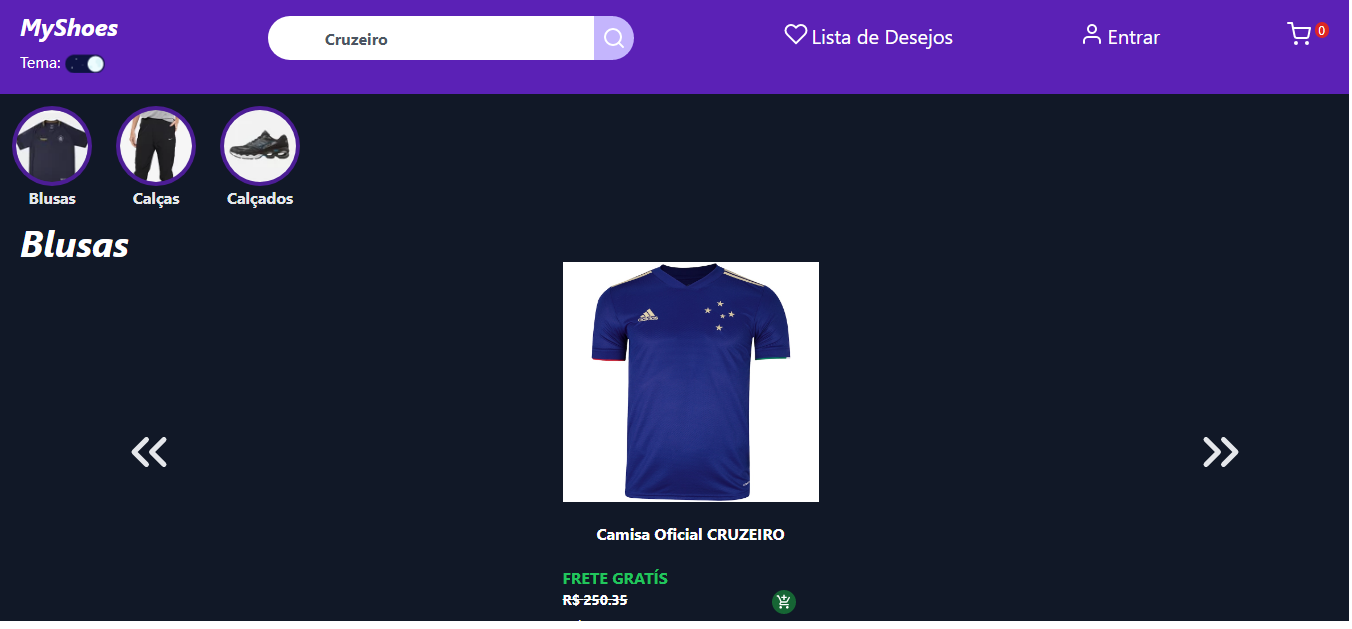 MyShoes
Tema:
Cruzeiro
Lista de Desejos
Entrar
0
Blusas
Calças
Calçados
Blusas
adidas
Camisa Oficial CRUZEIRO
FRETE GRATÍS
R$ 250.35